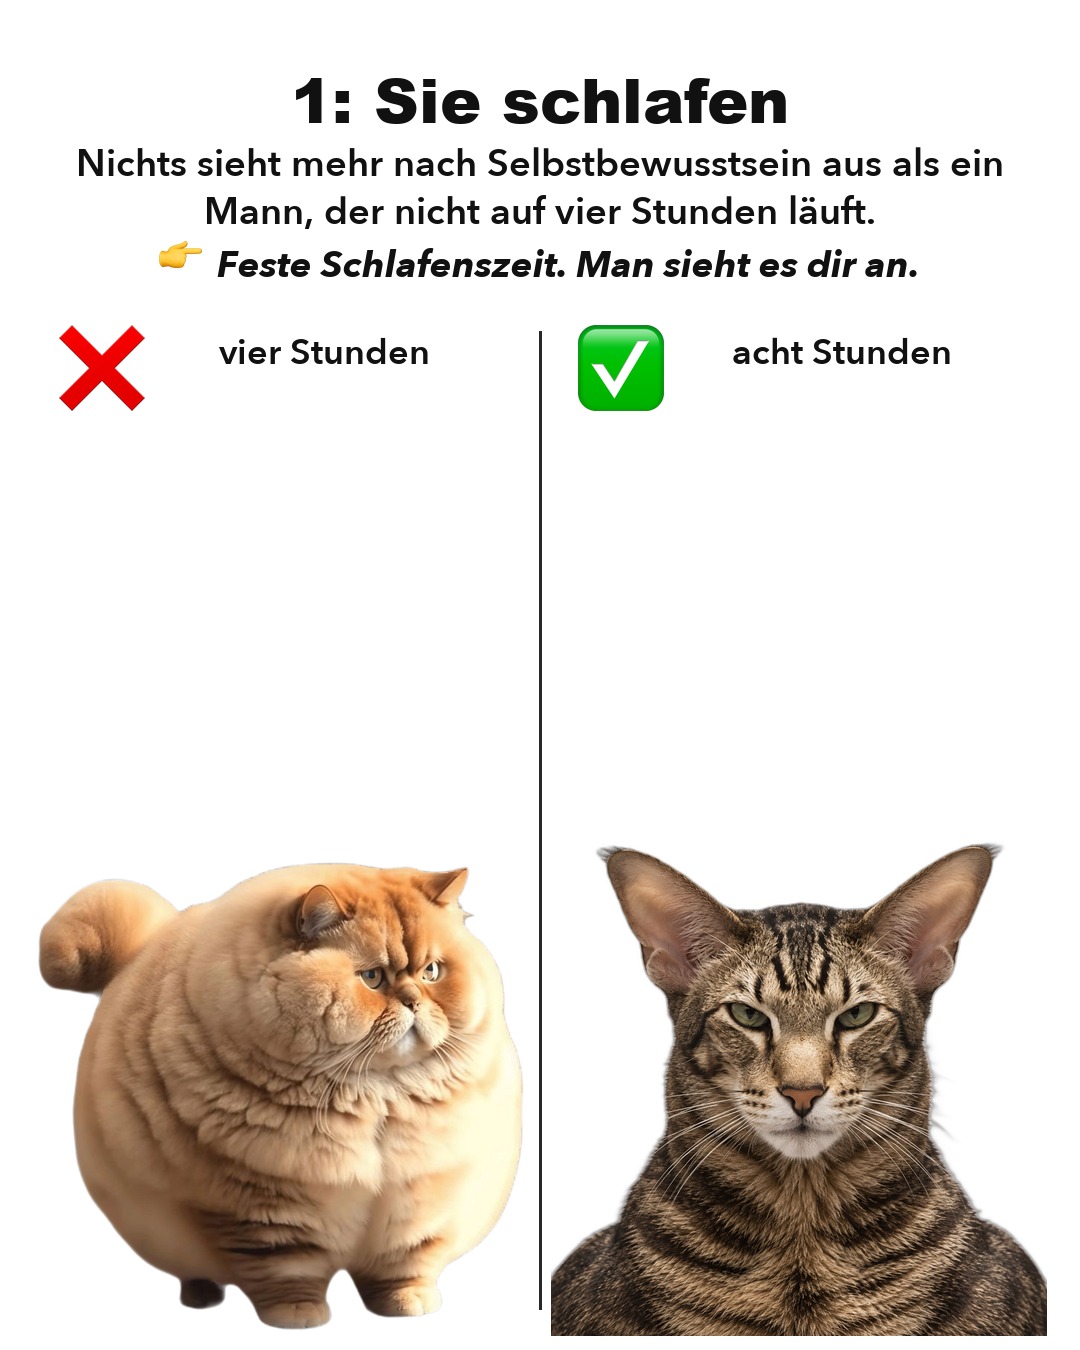 1: Sie schlafen
Nichts sieht mehr nach Selbstbewusstsein aus als ein
Mann, der nicht auf vier Stunden läuft.
👉 Feste Schlafenszeit. Man sieht es dir an.
❌ vier Stunden
✅ acht Stunden